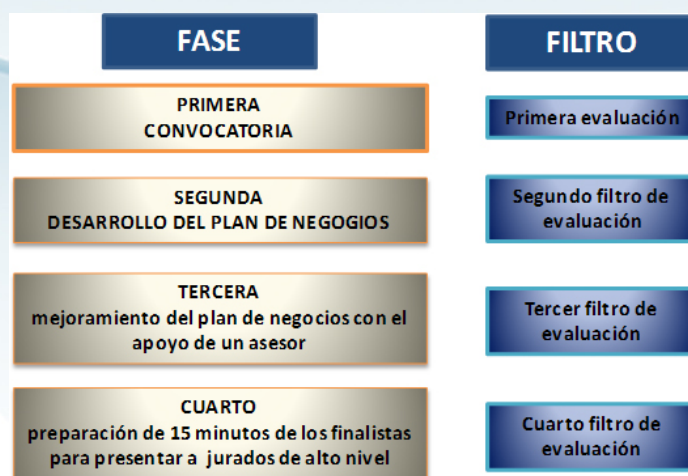 FASE
FILTRO
PRIMERA
CONVOCATORIA
Primera evaluación
SEGUNDA
DESARROLLO DEL PLAN DE NEGOGIOS
Segundo filtro de
evaluación
TERCERA
mejoramiento del plan de negocios con el
apoyo de un asesor
Tercer filtro de
evaluación
CUARTO
preparación de 15 minutos de los finalistas
para presentar a jurados de alto nivel
Cuarto filtro de
evaluación